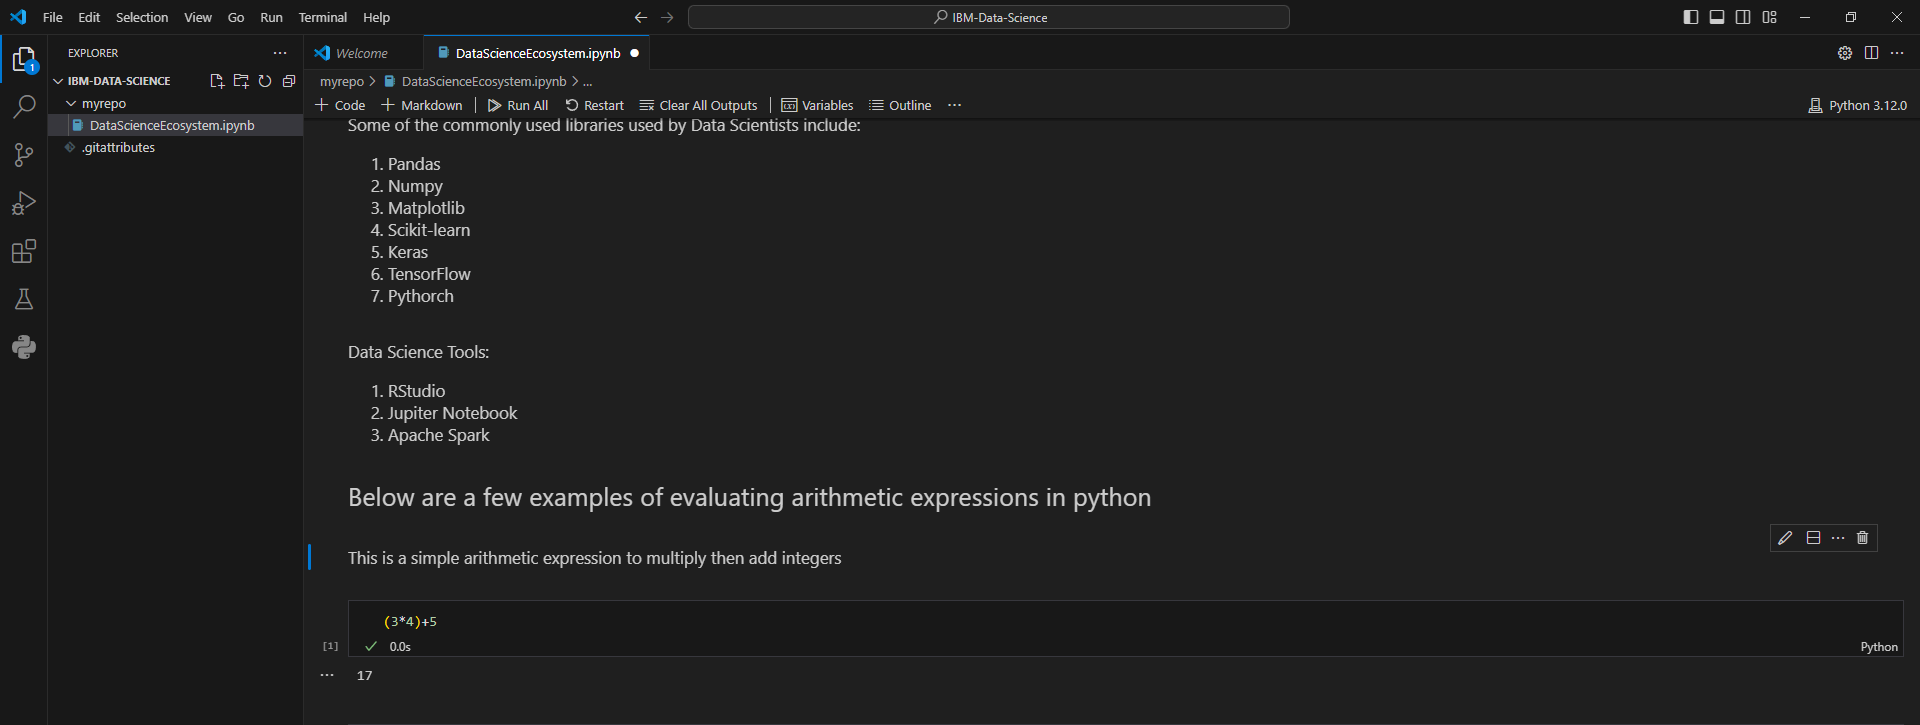 File Edit Selection View Go Run Terminal Help
IBM-Data-Science
EXPLORER
1
IBM-DATA-SCIENCE
myrepo
DataScienceEcosystem.ipynb
.gitattributes
Welcome
DataScienceEcosystem.ipynb
myrepo > DataScienceEcosystem.ipynb > ...
+ Code + Markdown | Run All Restart Clear All Outputs | Variables Outline ...
Python 3.12.0
Some of the commonly used libraries used by Data Scientists include:
1. Pandas
2. Numpy
3. Matplotlib
4. Scikit-learn
5. Keras
6. TensorFlow
7. Pythorch
Data Science Tools:
1. RStudio
2. Jupiter Notebook
3. Apache Spark
Below are a few examples of evaluating arithmetic expressions in python
This is a simple arithmetic expression to multiply then add integers
(3*4)+5
[1] ✓ 0.0s
Python
... 17